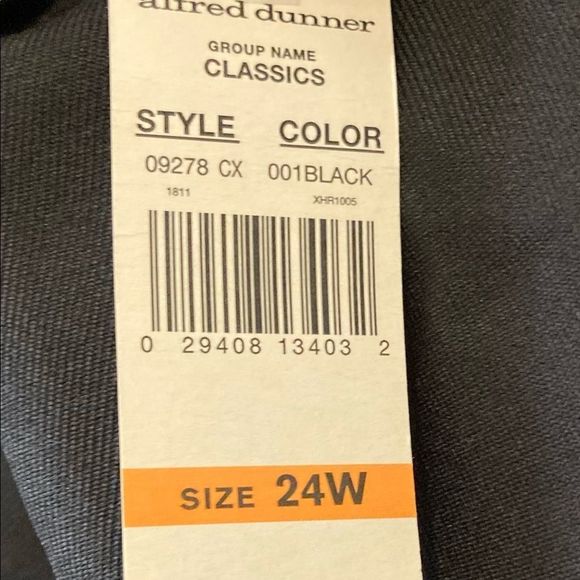 alfred dunner
GROUP NAME
CLASSICS
STYLE COLOR
09278 CX 001BLACK
1811 XHR1005
0 29408 13403 2
SIZE 24W